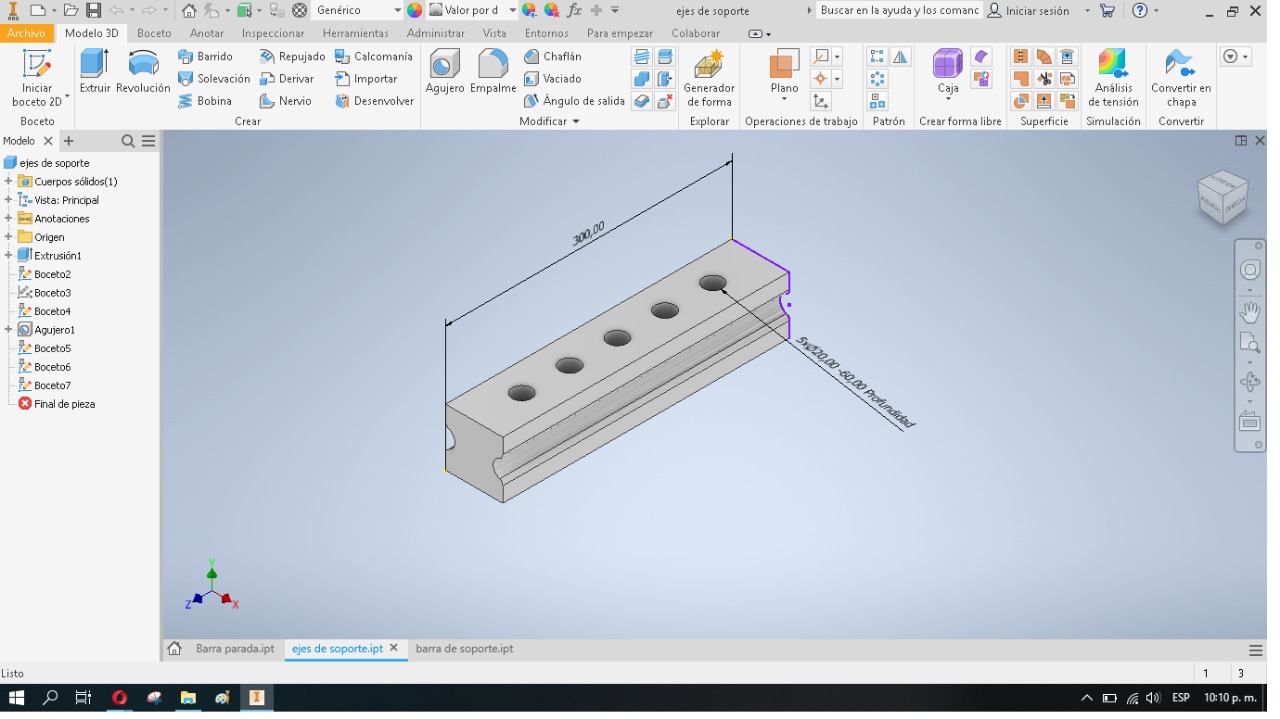 Genérico
Valor por d
fx
ejes de soporte
Buscar en la ayuda y los comanc
Iniciar sesión
PRO
Archivo Modelo 3D Boceto Anotar Inspeccionar Herramientas Administrar Vista Entornos Para empezar Colaborar
Iniciar
boceto 2D
Extruir
Revolución
Barrido
Solevación
Bobina
Repujado
Derivar
Nervio
Calcomanía
Importar
Desenvolver
Agujero
Empalme
Chaflán
Vaciado
Ángulo de salida
Generador
de forma
Plano
Caja
Análisis
de tensión
Convertir en
chapa
Boceto Crear Modificar Explorar Operaciones de trabajo Patrón Crear forma libre Superficie Simulación Convertir
Modelo
ejes de soporte
Cuerpos sólidos(1)
Vista: Principal
Anotaciones
Origen
Extrusión1
Boceto2
Boceto3
Boceto4
Agujero1
Boceto5
Boceto6
Boceto7
Final de pieza
300,00
5xØ20,00 -60,00 Profundidad
Y
Z
X
Barra parada.ipt
ejes de soporte.ipt
barra de soporte.ipt
Listo
1 3
ESP
10:10 p. m.